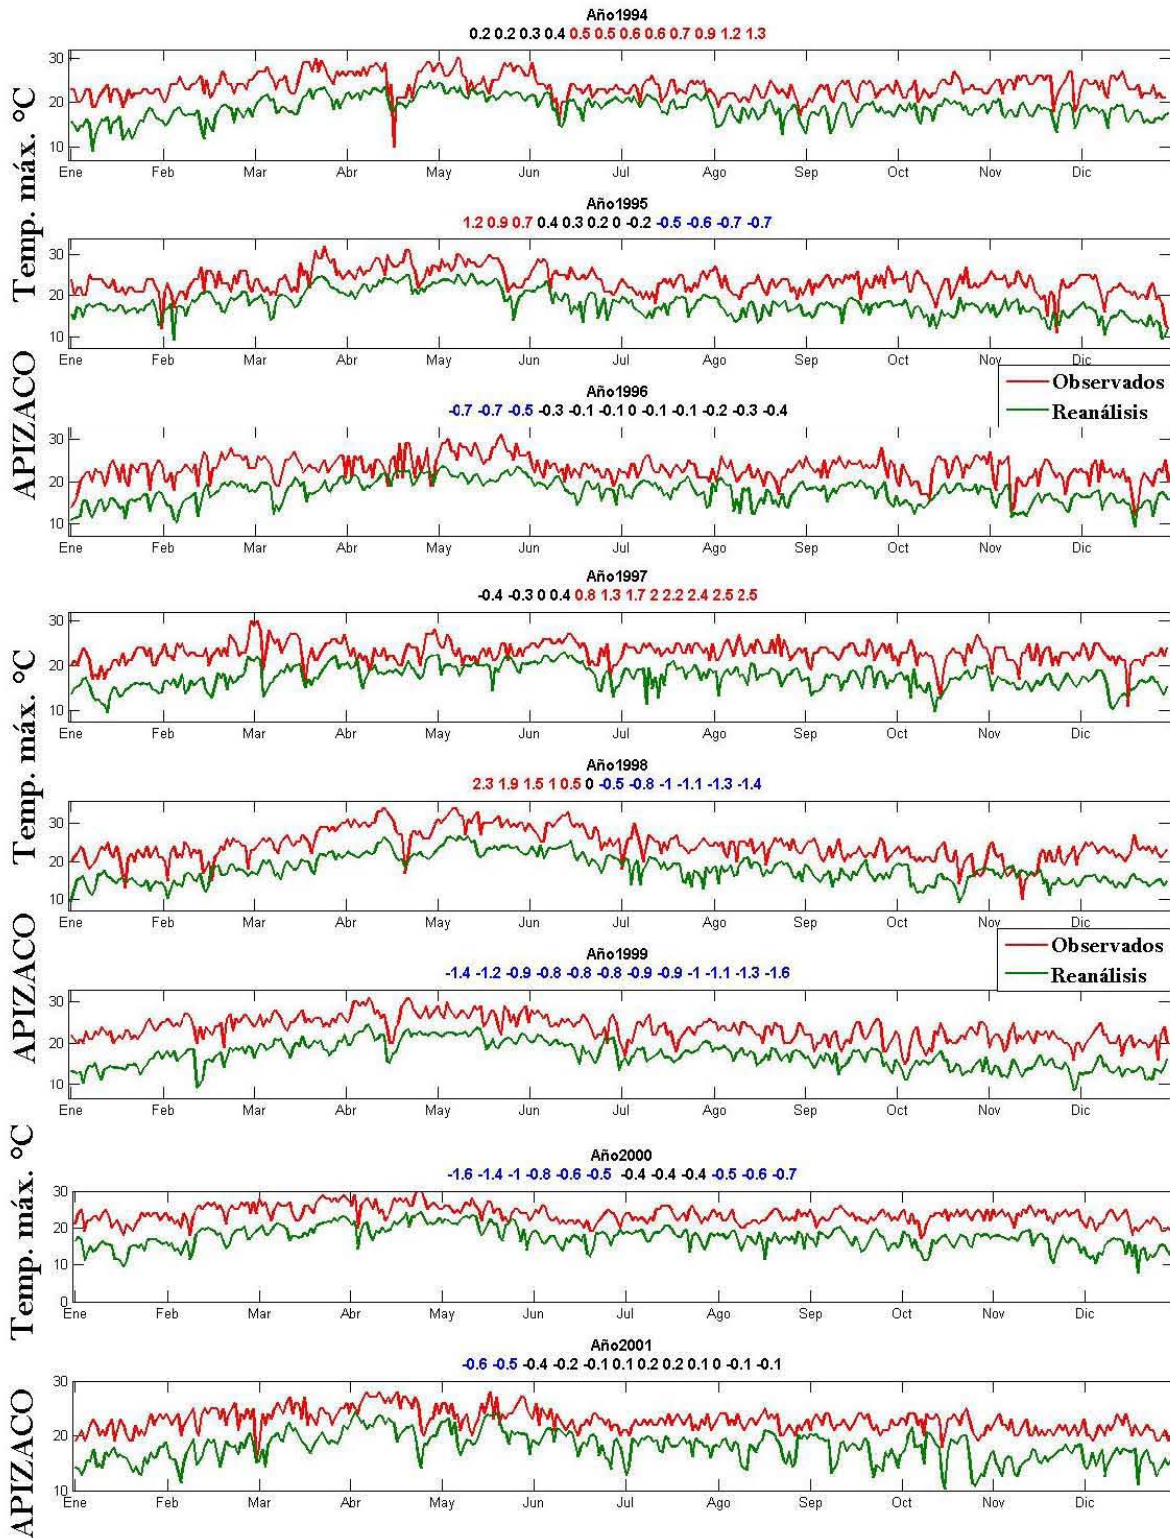 Año1994
0.2 0.2 0.3 0.4 0.5 0.5 0.6 0.6 0.7 0.9 1.2 1.3
30
20
10
Ene Feb Mar Abr May Jun Jul Ago Sep Oct Nov Dic
Temp. máx. °C
Año1995
1.2 0.9 0.7 0.4 0.3 0.2 0 -0.2 -0.5 -0.6 -0.7 -0.7
30
20
10
Ene Feb Mar Abr May Jun Jul Ago Sep Oct Nov Dic
APIZACO
Observados
Reanálisis
Año1996
-0.7 -0.7 -0.5 -0.3 -0.1 -0.1 0 -0.1 -0.1 -0.2 -0.3 -0.4
30
20
10
Ene Feb Mar Abr May Jun Jul Ago Sep Oct Nov Dic
Año1997
-0.4 -0.3 0 0.4 0.8 1.3 1.7 2 2.2 2.4 2.5 2.5
30
20
10
Ene Feb Mar Abr May Jun Jul Ago Sep Oct Nov Dic
Temp. máx. °C
Año1998
2.3 1.9 1.5 1 0.5 0 -0.5 -0.8 -1 -1.1 -1.3 -1.4
30
20
10
Ene Feb Mar Abr May Jun Jul Ago Sep Oct Nov Dic
APIZACO
Observados
Reanálisis
Año1999
-1.4 -1.2 -0.9 -0.8 -0.8 -0.8 -0.9 -0.9 -1 -1.1 -1.3 -1.6
30
20
10
Ene Feb Mar Abr May Jun Jul Ago Sep Oct Nov Dic
Temp. máx. °C
Año2000
-1.6 -1.4 -1 -0.8 -0.6 -0.5 -0.4 -0.4 -0.4 -0.5 -0.6 -0.7
30
20
10
0
Ene Feb Mar Abr May Jun Jul Ago Sep Oct Nov Dic
APIZACO
Año2001
-0.6 -0.5 -0.4 -0.2 -0.1 0.1 0.2 0.2 0.1 0 -0.1 -0.1
30
20
10
Ene Feb Mar Abr May Jun Jul Ago Sep Oct Nov Dic